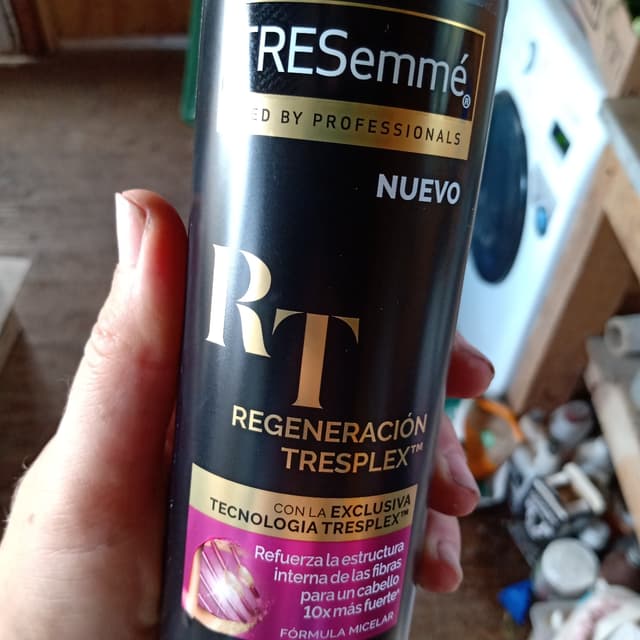 TRESemmé®
ED BY PROFESSIONALS
NUEVO
RT
REGENERACIÓN
TRESPLEX™
CON LA EXCLUSIVA
TECNOLOGIA TRESPLEX™
Refuerza la estructura
interna de las fibras
para un cabello
10x más fuerte^
FÓRMULA MICELAR